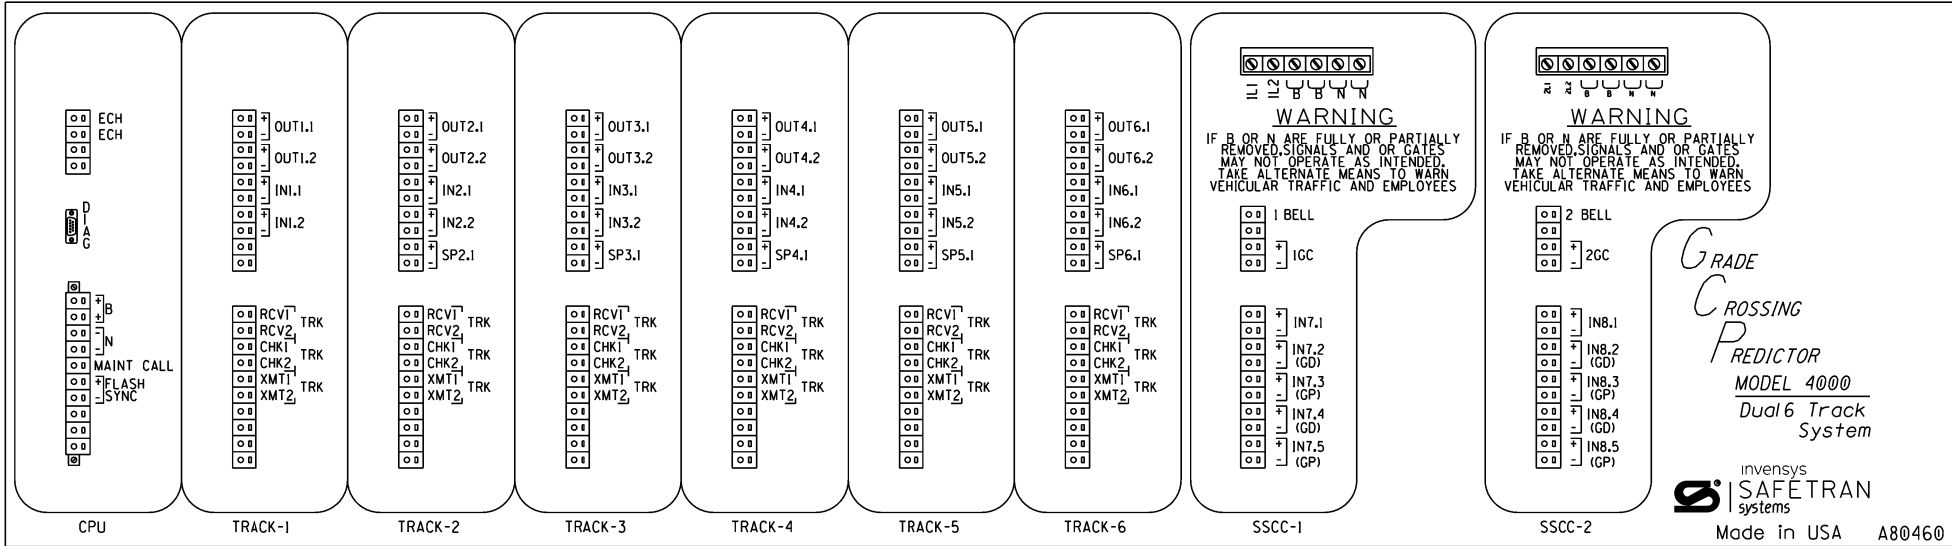 ECH
ECH
D
I
A
G
+
+
B
-
-
N
MAINT CALL
+
-
FLASH
SYNC
CPU
+
-
OUT1.1
+
-
OUT1.2
+
-
IN1.1
+
-
IN1.2
RCV1
RCV2
TRK
CHK1
CHK2
TRK
XMT1
XMT2
TRK
TRACK-1
+
-
OUT2.1
+
-
OUT2.2
+
-
IN2.1
+
-
IN2.2
+
-
SP2.1
RCV1
RCV2
TRK
CHK1
CHK2
TRK
XMT1
XMT2
TRK
TRACK-2
+
-
OUT3.1
+
-
OUT3.2
+
-
IN3.1
+
-
IN3.2
+
-
SP3.1
RCV1
RCV2
TRK
CHK1
CHK2
TRK
XMT1
XMT2
TRK
TRACK-3
+
-
OUT4.1
+
-
OUT4.2
+
-
IN4.1
+
-
IN4.2
+
-
SP4.1
RCV1
RCV2
TRK
CHK1
CHK2
TRK
XMT1
XMT2
TRK
TRACK-4
+
-
OUT5.1
+
-
OUT5.2
+
-
IN5.1
+
-
IN5.2
+
-
SP5.1
RCV1
RCV2
TRK
CHK1
CHK2
TRK
XMT1
XMT2
TRK
TRACK-5
+
-
OUT6.1
+
-
OUT6.2
+
-
IN6.1
+
-
IN6.2
+
-
SP6.1
RCV1
RCV2
TRK
CHK1
CHK2
TRK
XMT1
XMT2
TRK
TRACK-6
1L1 1L2 B B N N
WARNING
IF B OR N ARE FULLY OR PARTIALLY
REMOVED,SIGNALS AND OR GATES
MAY NOT OPERATE AS INTENDED.
TAKE ALTERNATE MEANS TO WARN
VEHICULAR TRAFFIC AND EMPLOYEES
1 BELL
+
-
1GC
+
-
IN7.1
+
-
IN7.2
(GD)
+
-
IN7.3
(GP)
+
-
IN7.4
(GD)
+
-
IN7.5
(GP)
SSCC-1
2L1 2L2 B B N N
WARNING
IF B OR N ARE FULLY OR PARTIALLY
REMOVED,SIGNALS AND OR GATES
MAY NOT OPERATE AS INTENDED.
TAKE ALTERNATE MEANS TO WARN
VEHICULAR TRAFFIC AND EMPLOYEES
2 BELL
+
-
2GC
+
-
IN8.1
+
-
IN8.2
(GD)
+
-
IN8.3
(GP)
+
-
IN8.4
(GD)
+
-
IN8.5
(GP)
SSCC-2
GRADE
CROSSING
PREDICTOR
MODEL 4000
Dual6 Track
System
invensys
SAFETRAN
systems
Made in USA A80460